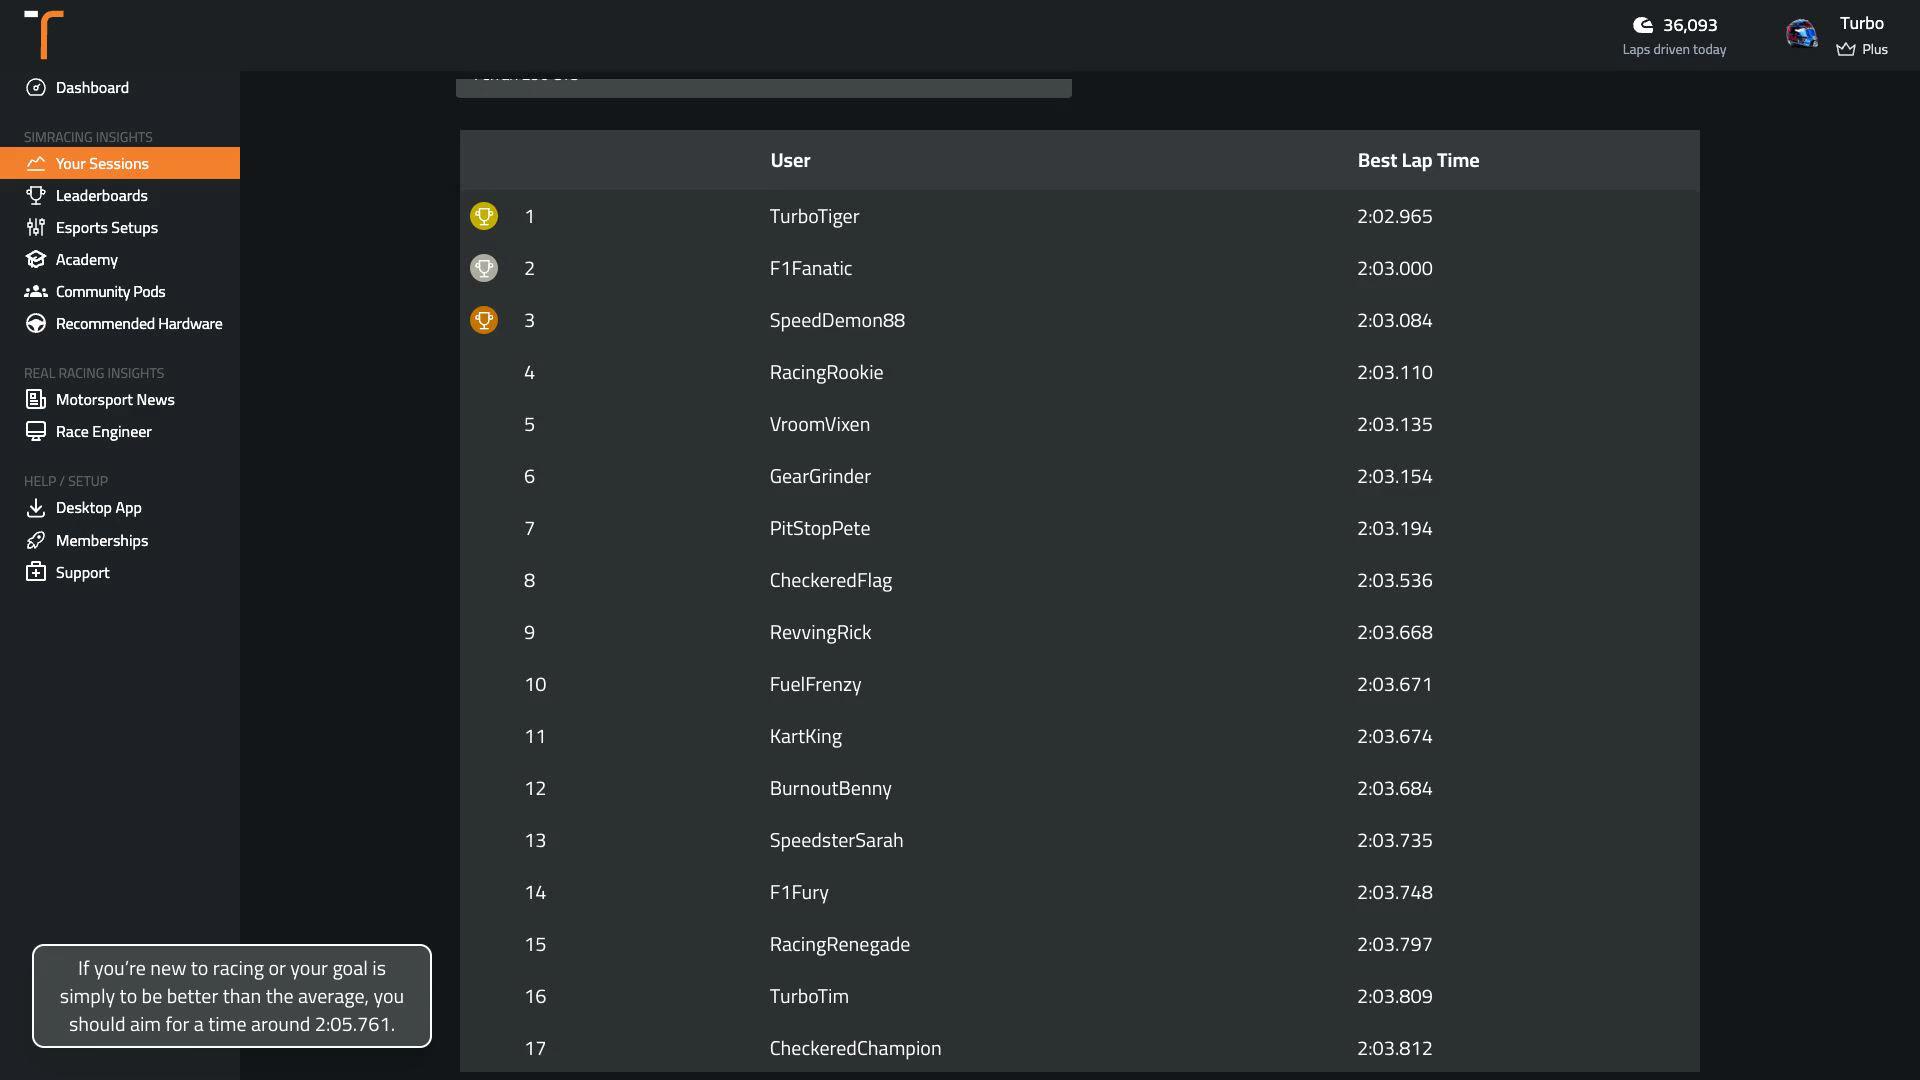 36,093
Laps driven today
Turbo
Plus
Dashboard
SIMRACING INSIGHTS
Your Sessions
Leaderboards
Esports Setups
Academy
Community Pods
Recommended Hardware
REAL RACING INSIGHTS
Motorsport News
Race Engineer
HELP / SETUP
Desktop App
Memberships
Support
If you're new to racing or your goal is
simply to be better than the average, you
should aim for a time around 2:05.761.
User Best Lap Time
1 TurboTiger 2:02.965
2 F1Fanatic 2:03.000
3 SpeedDemon88 2:03.084
4 RacingRookie 2:03.110
5 VroomVixen 2:03.135
6 GearGrinder 2:03.154
7 PitStopPete 2:03.194
8 CheckeredFlag 2:03.536
9 RevvingRick 2:03.668
10 FuelFrenzy 2:03.671
11 KartKing 2:03.674
12 BurnoutBenny 2:03.684
13 SpeedsterSarah 2:03.735
14 F1Fury 2:03.748
15 RacingRenegade 2:03.797
16 TurboTim 2:03.809
17 CheckeredChampion 2:03.812